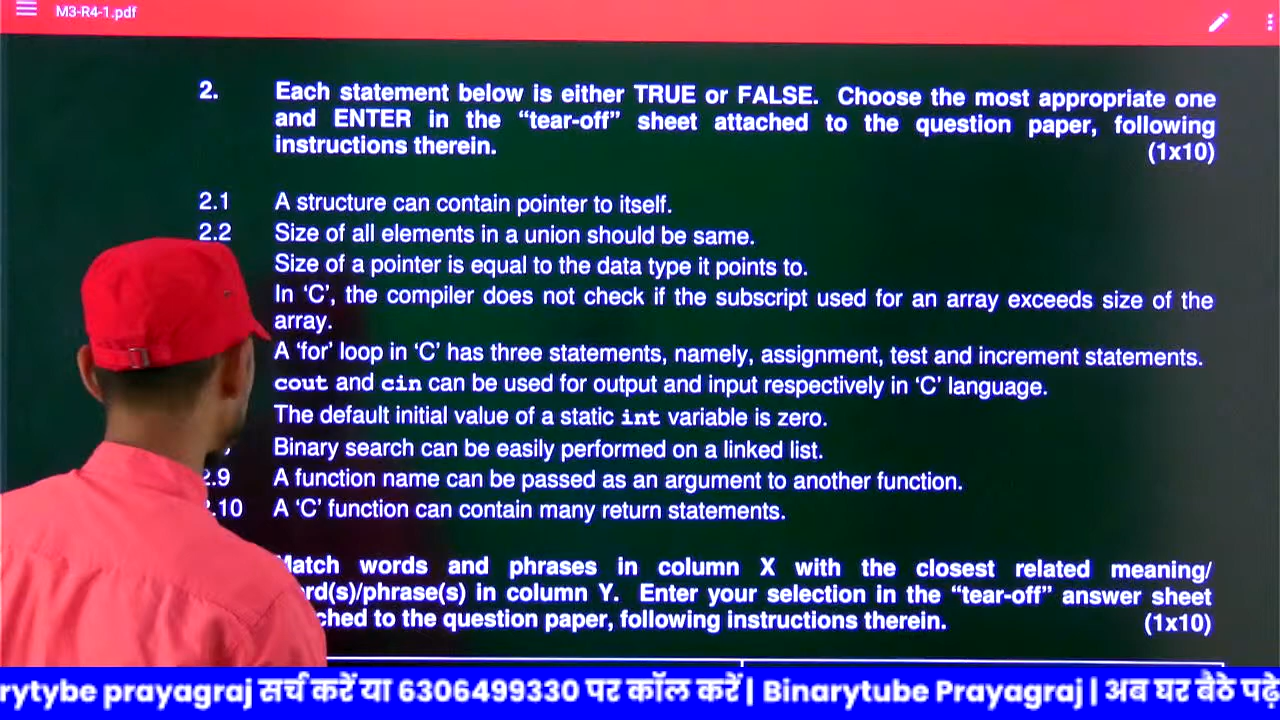 M3-R4-1.pdf
2. Each statement below is either TRUE or FALSE. Choose the most appropriate one
and ENTER in the "tear-off" sheet attached to the question paper, following
instructions therein. (1x10)
2.1 A structure can contain pointer to itself.
2.2 Size of all elements in a union should be same.
Size of a pointer is equal to the data type it points to.
In 'C', the compiler does not check if the subscript used for an array exceeds size of the
array.
A 'for' loop in 'C' has three statements, namely, assignment, test and increment statements.
cout and cin can be used for output and input respectively in 'C' language.
The default initial value of a static int variable is zero.
Binary search can be easily performed on a linked list.
2.9 A function name can be passed as an argument to another function.
.10 A 'C' function can contain many return statements.
Match words and phrases in column X with the closest related meaning/
rd(s)/phrase(s) in column Y. Enter your selection in the "tear-off" answer sheet
ched to the question paper, following instructions therein. (1x10)
rytybe prayagraj सर्च करें या 6306499330 पर कॉल करें | Binarytube Prayagraj | अब घर बैठे पढ़े